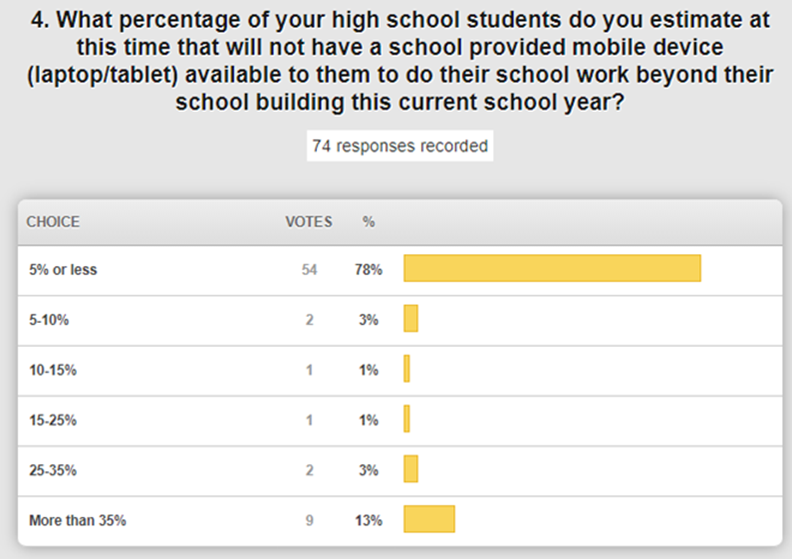 4. What percentage of your high school students do you estimate at
this time that will not have a school provided mobile device
(laptop/tablet) available to them to do their school work beyond their
school building this current school year?
74 responses recorded
CHOICE VOTES %
5% or less 54 78%
5-10% 2 3%
10-15% 1 1%
15-25% 1 1%
25-35% 2 3%
More than 35% 9 13%